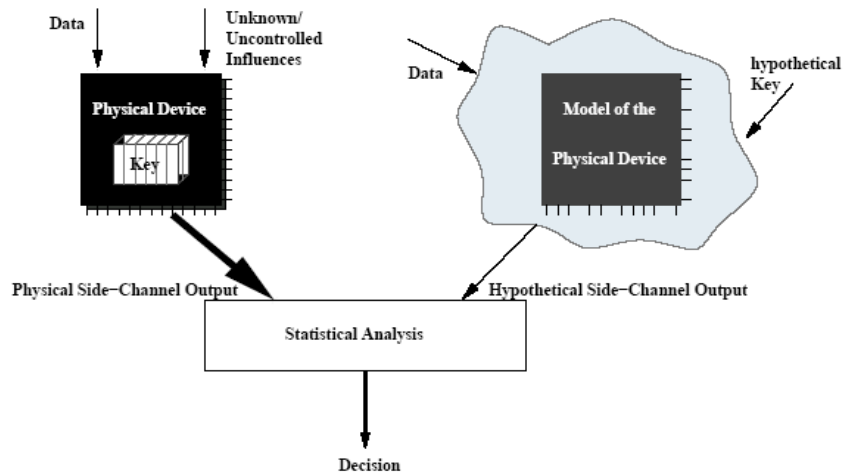 Data
Unknown/
Uncontrolled
Influences
Physical Device
Key
Data
hypothetical
Key
Model of the
Physical Device
Physical Side-Channel Output
Hypothetical Side-Channel Output
Statistical Analysis
Decision